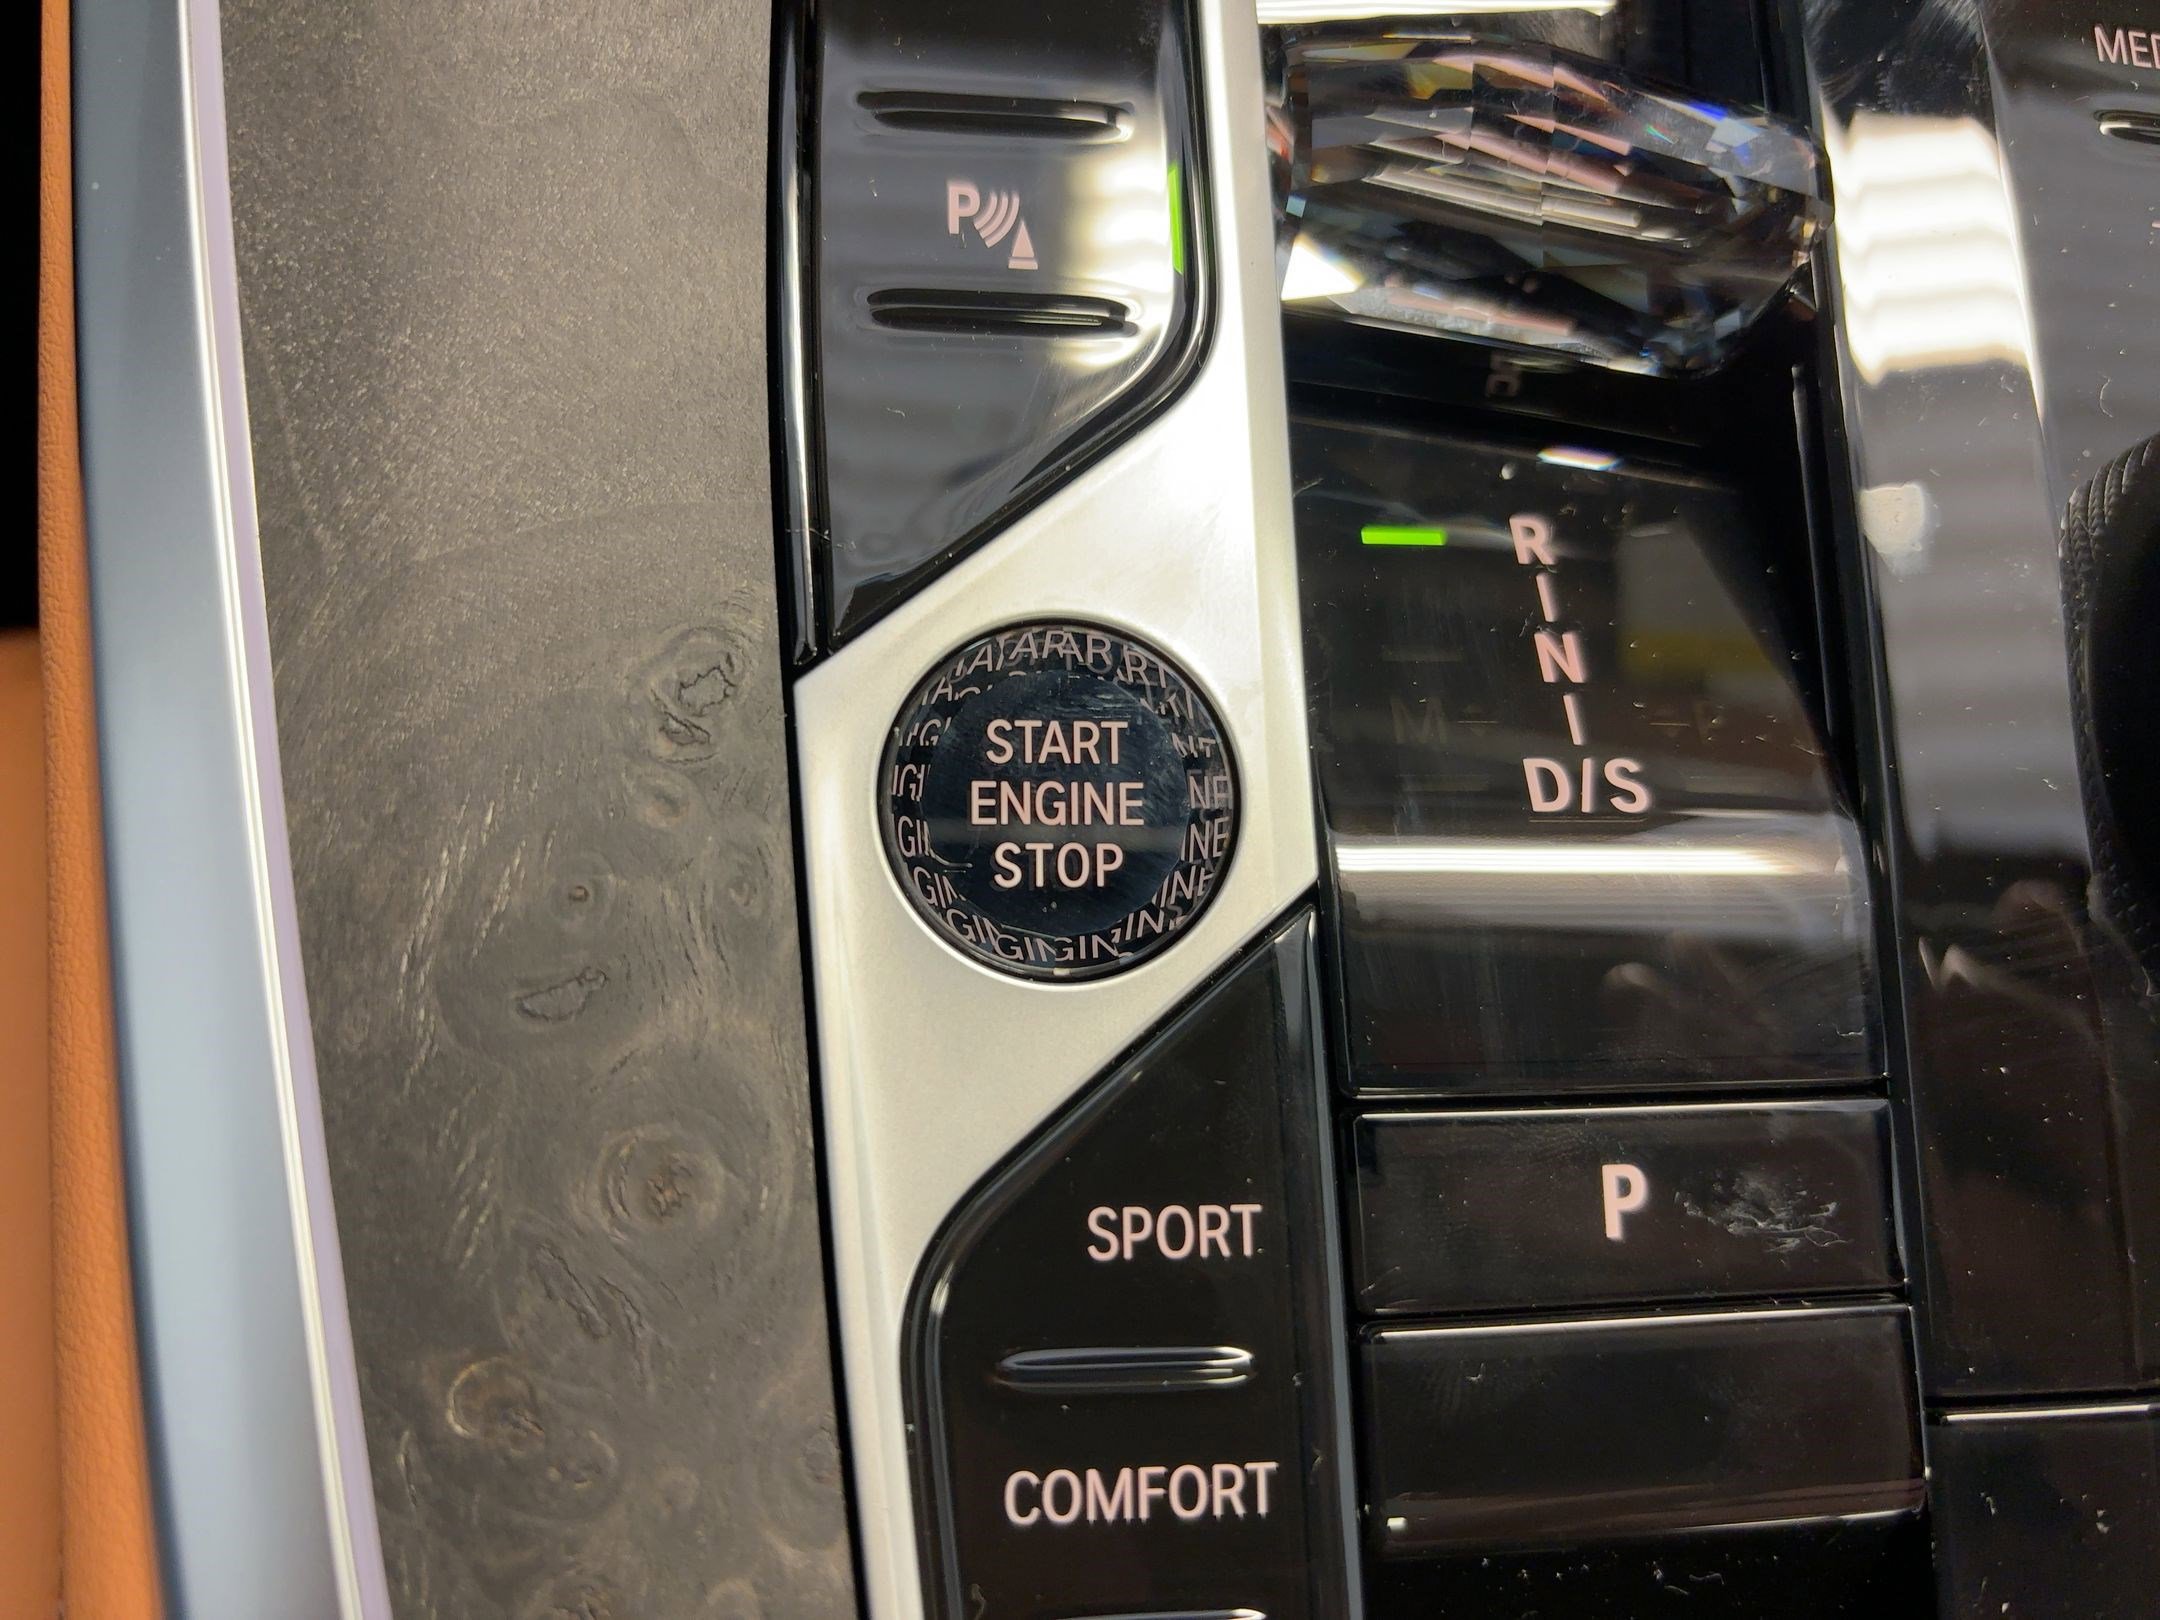 MED
P
START
ENGINE
STOP
R
N
D/S
P
SPORT
COMFORT